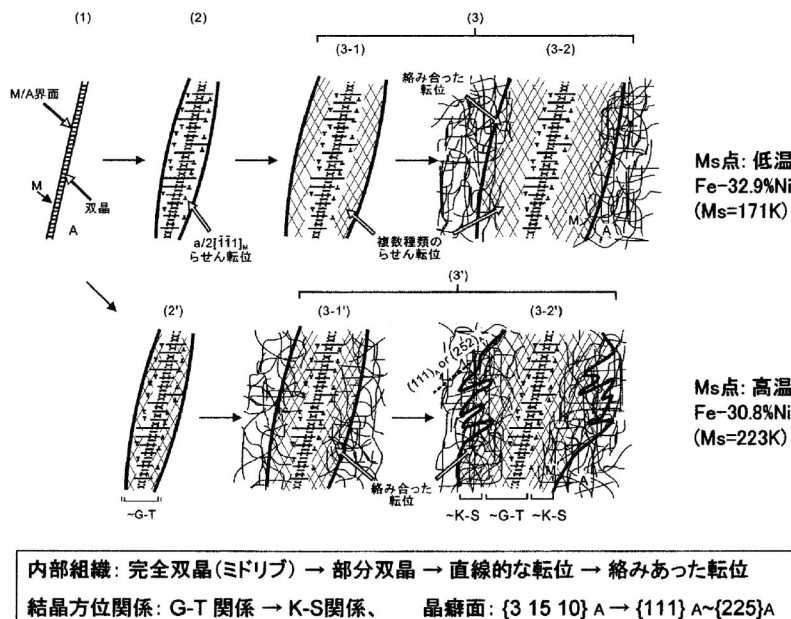 (1)
(2)
(3)
(3-1)
(3-2)
絡み合った
転位
M/A界面
M
双晶
A
a/2[1̄1̄1]M
らせん転位
複数種類の
らせん転位
M
A
Ms点: 低温
Fe-32.9%Ni
(Ms=171K)
(2')
(3')
(3-1')
(3-2')
(111)A or (252)A
~G-T
絡み合った
転位
M
A
~K-S
~G-T
~K-S
Ms点: 高温
Fe-30.8%Ni
(Ms=223K)
内部組織: 完全双晶(ミドリブ) → 部分双晶 → 直線的な転位 → 絡みあった転位
結晶方位関係: G-T 関係 → K-S関係、 晶癖面: {3 15 10} A → {111} A~{225}A